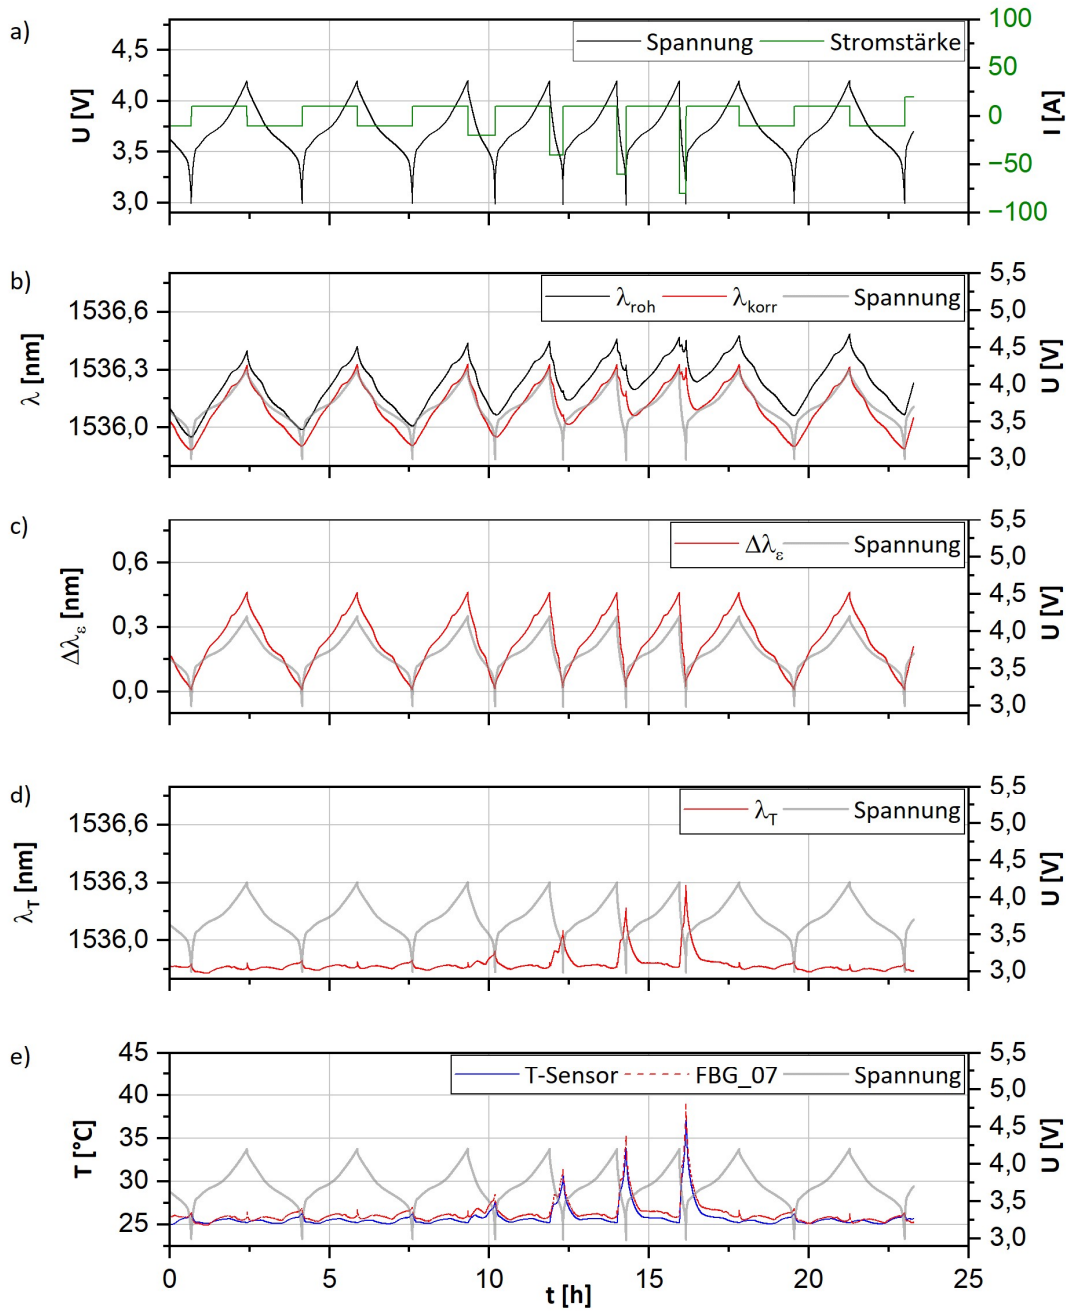 a)
4,5
4,0
3,5
3,0
U [V]
Spannung Stromstärke
100
50
0
−50
−100
I [A]
b)
1536,6
1536,3
1536,0
λ [nm]
λroh λkorr Spannung
5,5
5,0
4,5
4,0
3,5
3,0
U [V]
c)
0,6
0,3
0,0
Δλε [nm]
Δλε Spannung
5,5
5,0
4,5
4,0
3,5
3,0
U [V]
d)
1536,6
1536,3
1536,0
λT [nm]
λT Spannung
5,5
5,0
4,5
4,0
3,5
3,0
U [V]
e)
45
40
35
30
25
T [°C]
T-Sensor FBG_07 Spannung
5,5
5,0
4,5
4,0
3,5
3,0
U [V]
0 5 10 15 20 25
t [h]